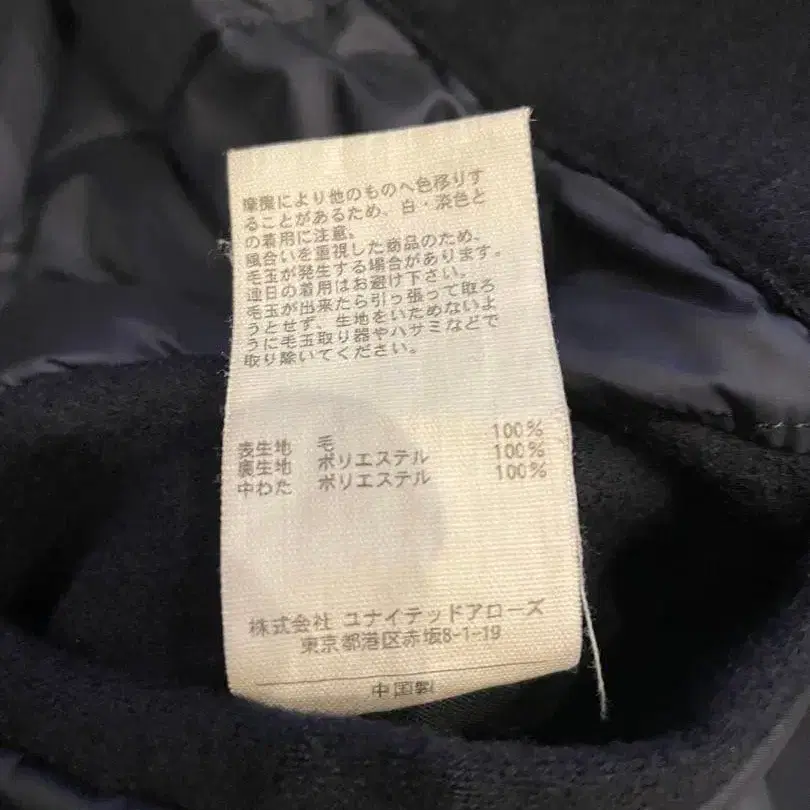 摩擦により他のものへ色移りす
ることがあるため、白・淡色と
の着用に注意。
風合いを重視した商品のため、
毛玉が発生する場合があります。
連日の着用はお避け下さい。
毛玉が出来たら引っ張って取ろ
うとせず、生地をいためないよ
うに毛玉取り器やハサミなどで
取り除いてください。
表生地 毛 100%
裏生地 ポリエステル 100%
中わた ポリエステル 100%
株式会社 ユナイテッドアローズ
東京都港区赤坂8-1-19
中国製